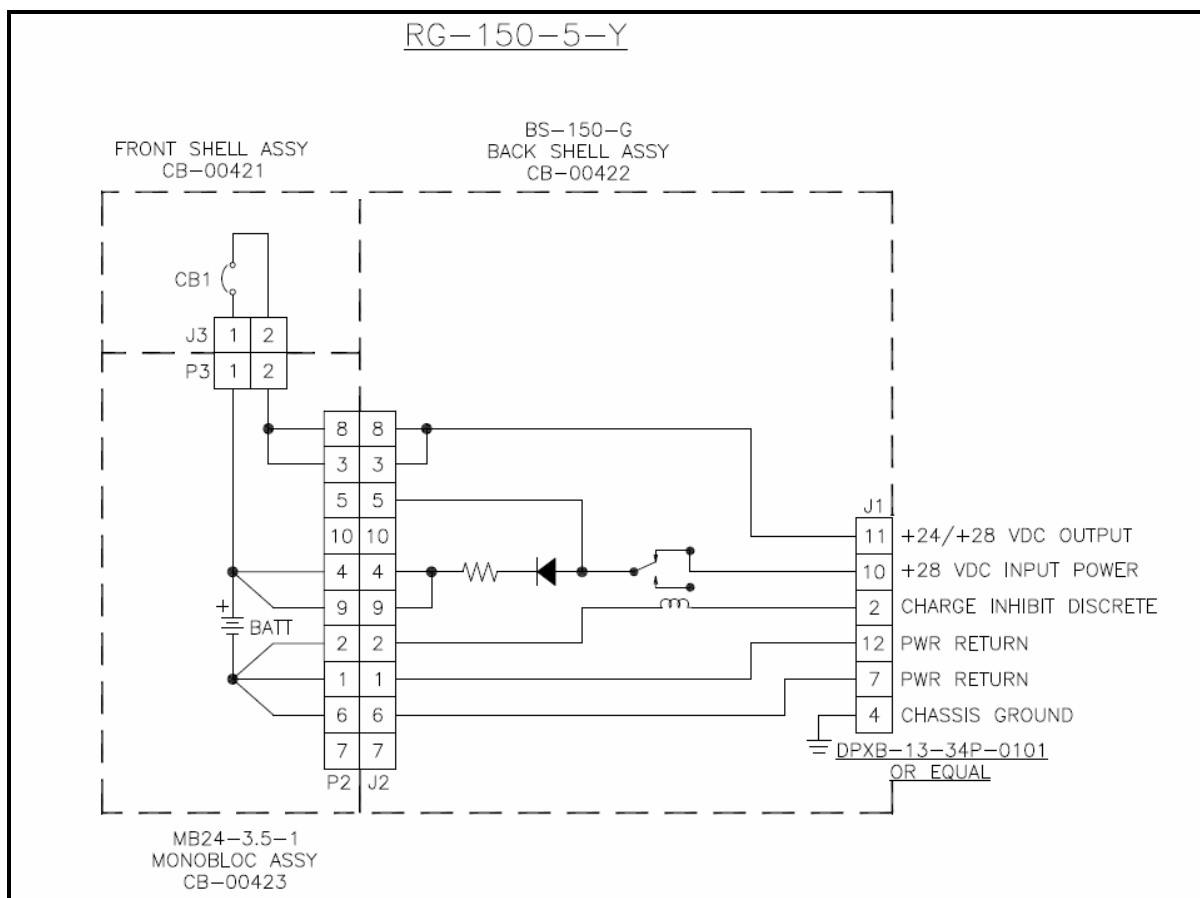 RG-150-5-Y
FRONT SHELL ASSY
CB-00421
BS-150-G
BACK SHELL ASSY
CB-00422
CB1
J3 1 2
P3 1 2
8 8
3 3
5 5
10 10
4 4
9 9
2 2
1 1
6 6
7 7
P2 J2
+
BATT
J1
11 +24/+28 VDC OUTPUT
10 +28 VDC INPUT POWER
2 CHARGE INHIBIT DISCRETE
12 PWR RETURN
7 PWR RETURN
4 CHASSIS GROUND
DPXB-13-34P-0101
OR EQUAL
MB24-3.5-1
MONOBLOC ASSY
CB-00423